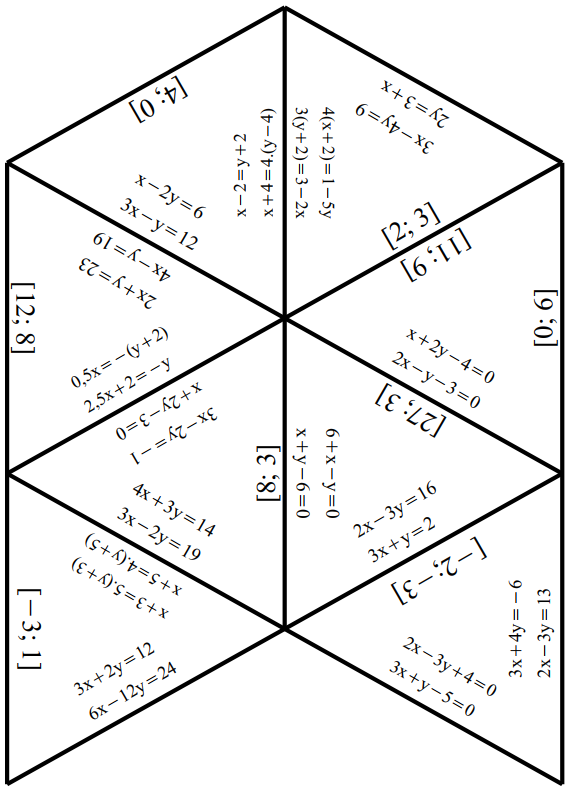 [4; 0]
x−2y=6
3x−y=12
x−2=y+2
x+4=4.(y−4)
3(y+2)=3−2x
4(x+2)=1−5y
3x−4y=9
2y=3+x
[2; 3]
4x−y=19
2x+y=23
[12; 8]
0,5x=−(y+2)
2,5x+2=−y
[11; 9]
[0; 6]
x+2y−4=0
2x−y−3=0
3x−2y=−1
x+2y−3=0
[8; 3]
4x+3y=14
3x−2y=19
[27; 3]
x+y−6=0
6+x−y=0
2x−3y=16
3x+y=2
x+3=5.(y+3)
x+5=4.(y+5)
[−3; 1]
3x+2y=12
6x−12y=24
[−2;−3]
2x−3y+4=0
3x+y−5=0
3x+4y=−6
2x−3y=13